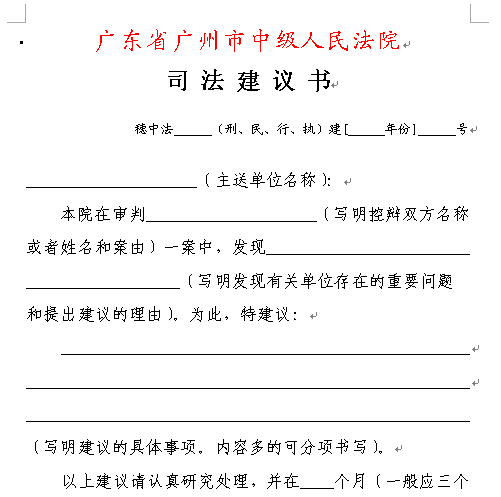 广东省广州市中级人民法院
司法建议书
穗中法______（刑、民、行、执）建[______年份]______号
____________________（主送单位名称）：
本院在审判____________________（写明控辩双方名称
或者姓名和案由）一案中，发现________________________
__________________（写明发现有关单位存在的重要问题
和提出建议的理由）。为此，特建议：
（写明建议的具体事项。内容多的可分项书写）。
以上建议请认真研究处理，并在____个月（一般应三个